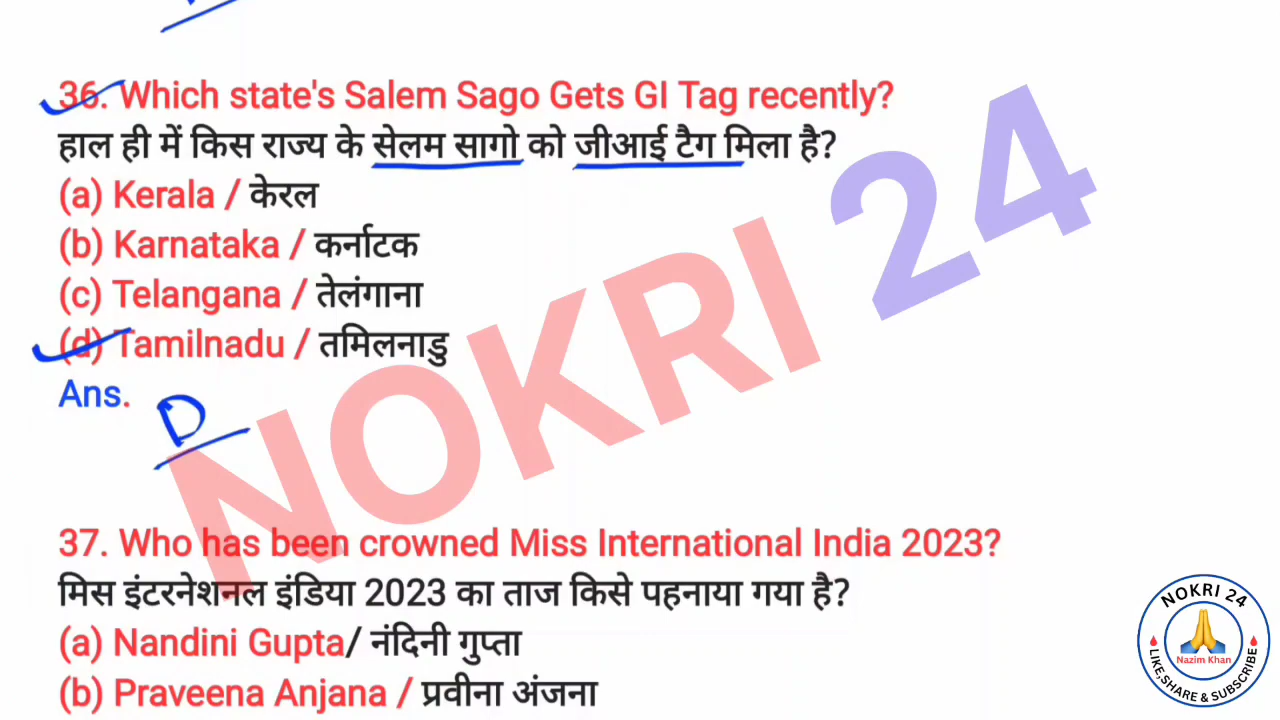 36. Which state's Salem Sago Gets GI Tag recently?
हाल ही में किस राज्य के सेलम सागो को जीआई टैग मिला है?
(a) Kerala / केरल
(b) Karnataka / कर्नाटक
(c) Telangana / तेलंगाना
(d) Tamilnadu / तमिलनाडु
Ans. D
NOKRI 24
37. Who has been crowned Miss International India 2023?
मिस इंटरनेशनल इंडिया 2023 का ताज किसे पहनाया गया है?
(a) Nandini Gupta/ नंदिनी गुप्ता
(b) Praveena Anjana / प्रवीना अंजना
NOKRI 24
Nazim Khan
LIKE,SHARE & SUBSCRIBE